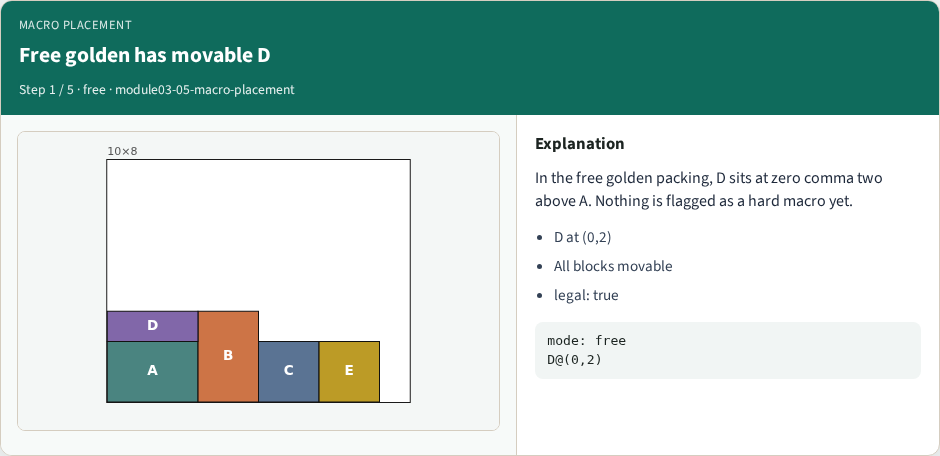 MACRO PLACEMENT
Free golden has movable D
Step 1 / 5 · free · module03-05-macro-placement
10×8
D
B
A
C
E
Explanation
In the free golden packing, D sits at zero comma two
above A. Nothing is flagged as a hard macro yet.
• D at (0,2)
• All blocks movable
• legal: true
mode: free
D@(0,2)